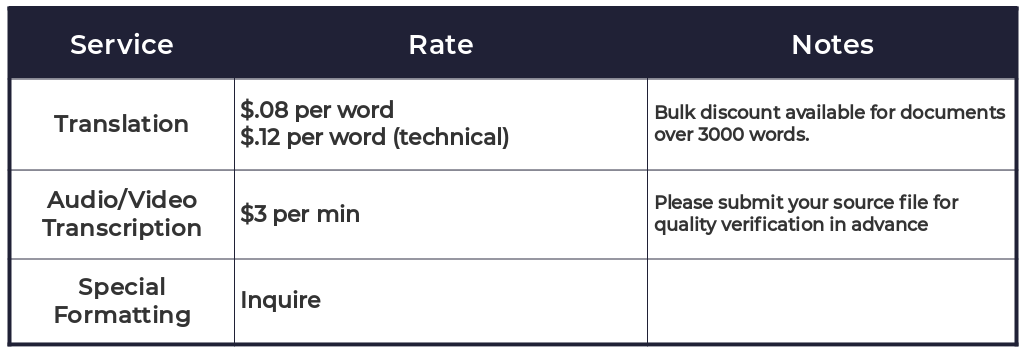 Service Rate Notes
Translation
$.08 per word
$.12 per word (technical)
Bulk discount available for documents
over 3000 words.
Audio/Video
Transcription
$3 per min
Please submit your source file for
quality verification in advance
Special
Formatting
Inquire